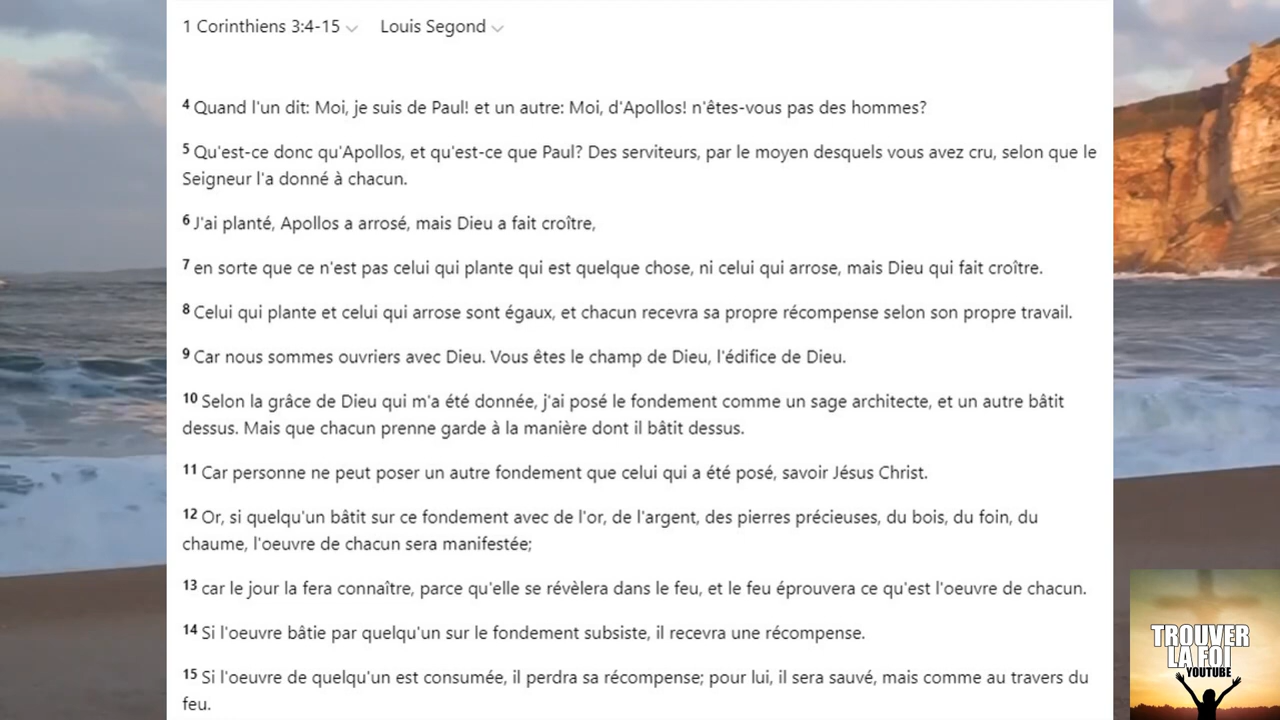 1 Corinthiens 3:4-15 Louis Segond
4 Quand l'un dit: Moi, je suis de Paul! et un autre: Moi, d'Apollos! n'êtes-vous pas des hommes?
5 Qu'est-ce donc qu'Apollos, et qu'est-ce que Paul? Des serviteurs, par le moyen desquels vous avez cru, selon que le
Seigneur l'a donné à chacun.
6 J'ai planté, Apollos a arrosé, mais Dieu a fait croître,
7 en sorte que ce n'est pas celui qui plante qui est quelque chose, ni celui qui arrose, mais Dieu qui fait croître.
8 Celui qui plante et celui qui arrose sont égaux, et chacun recevra sa propre récompense selon son propre travail.
9 Car nous sommes ouvriers avec Dieu. Vous êtes le champ de Dieu, l'édifice de Dieu.
10 Selon la grâce de Dieu qui m'a été donnée, j'ai posé le fondement comme un sage architecte, et un autre bâtit
dessus. Mais que chacun prenne garde à la manière dont il bâtit dessus.
11 Car personne ne peut poser un autre fondement que celui qui a été posé, savoir Jésus Christ.
12 Or, si quelqu'un bâtit sur ce fondement avec de l'or, de l'argent, des pierres précieuses, du bois, du foin, du
chaume, l'oeuvre de chacun sera manifestée;
13 car le jour la fera connaître, parce qu'elle se révèlera dans le feu, et le feu éprouvera ce qu'est l'oeuvre de chacun.
14 Si l'oeuvre bâtie par quelqu'un sur le fondement subsiste, il recevra une récompense.
15 Si l'oeuvre de quelqu'un est consumée, il perdra sa récompense; pour lui, il sera sauvé, mais comme au travers du
feu.
TROUVER
LA FOI
YOUTUBE